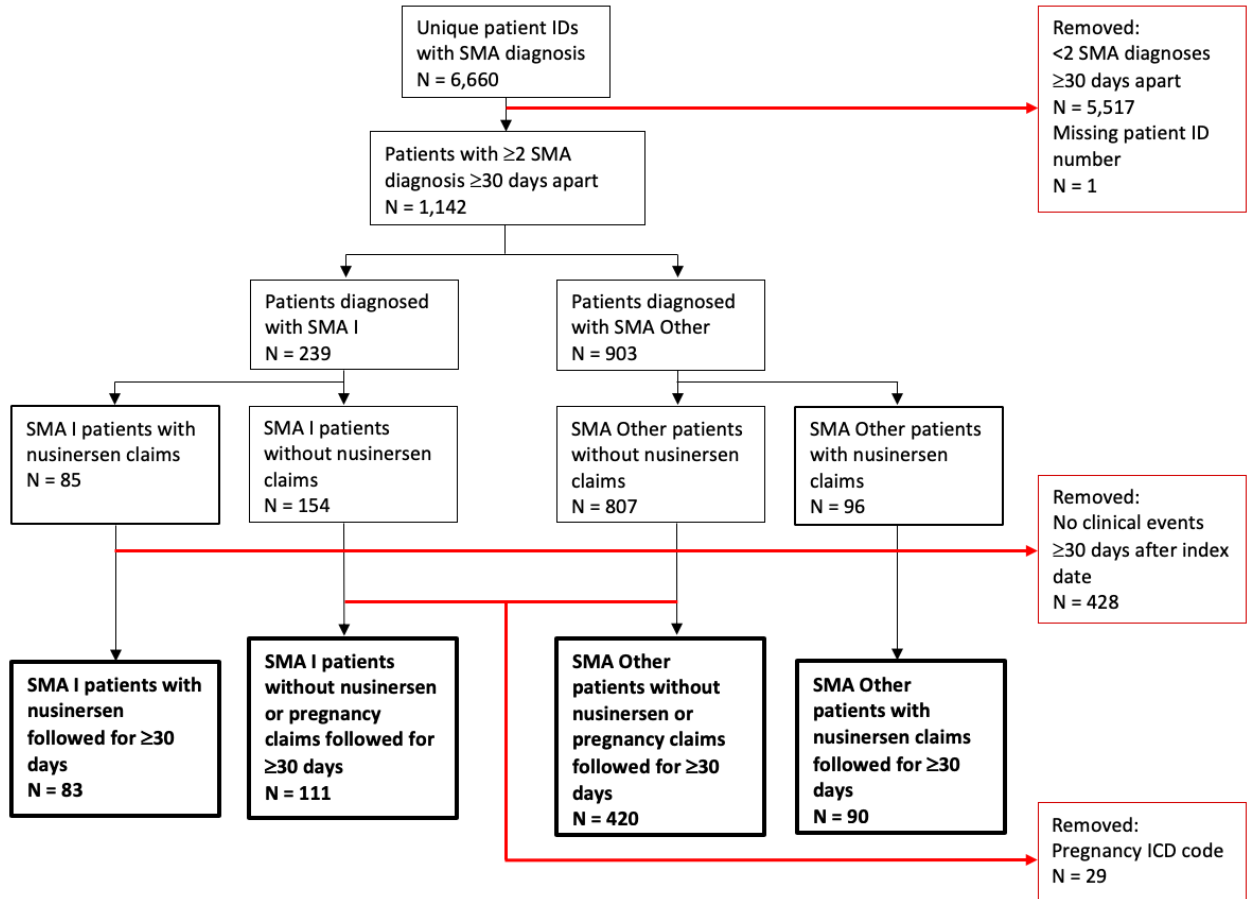 Unique patient IDs
with SMA diagnosis
N = 6,660
Removed:
<2 SMA diagnoses
≥30 days apart
N = 5,517
Missing patient ID
number
N = 1
Patients with ≥2 SMA
diagnosis ≥30 days apart
N = 1,142
Patients diagnosed
with SMA I
N = 239
Patients diagnosed
with SMA Other
N = 903
SMA I patients with
nusinersen claims
N = 85
SMA I patients
without nusinersen
claims
N = 154
SMA Other patients
without nusinersen
claims
N = 807
SMA Other patients
with nusinersen
claims
N = 96
Removed:
No clinical events
≥30 days after index
date
N = 428
SMA I patients with
nusinersen
followed for ≥30
days
N = 83
SMA I patients
without nusinersen
or pregnancy
claims followed for
≥30 days
N = 111
SMA Other
patients without
nusinersen or
pregnancy claims
followed for ≥30
days
N = 420
SMA Other
patients with
nusinersen claims
followed for ≥30
days
N = 90
Removed:
Pregnancy ICD code
N = 29